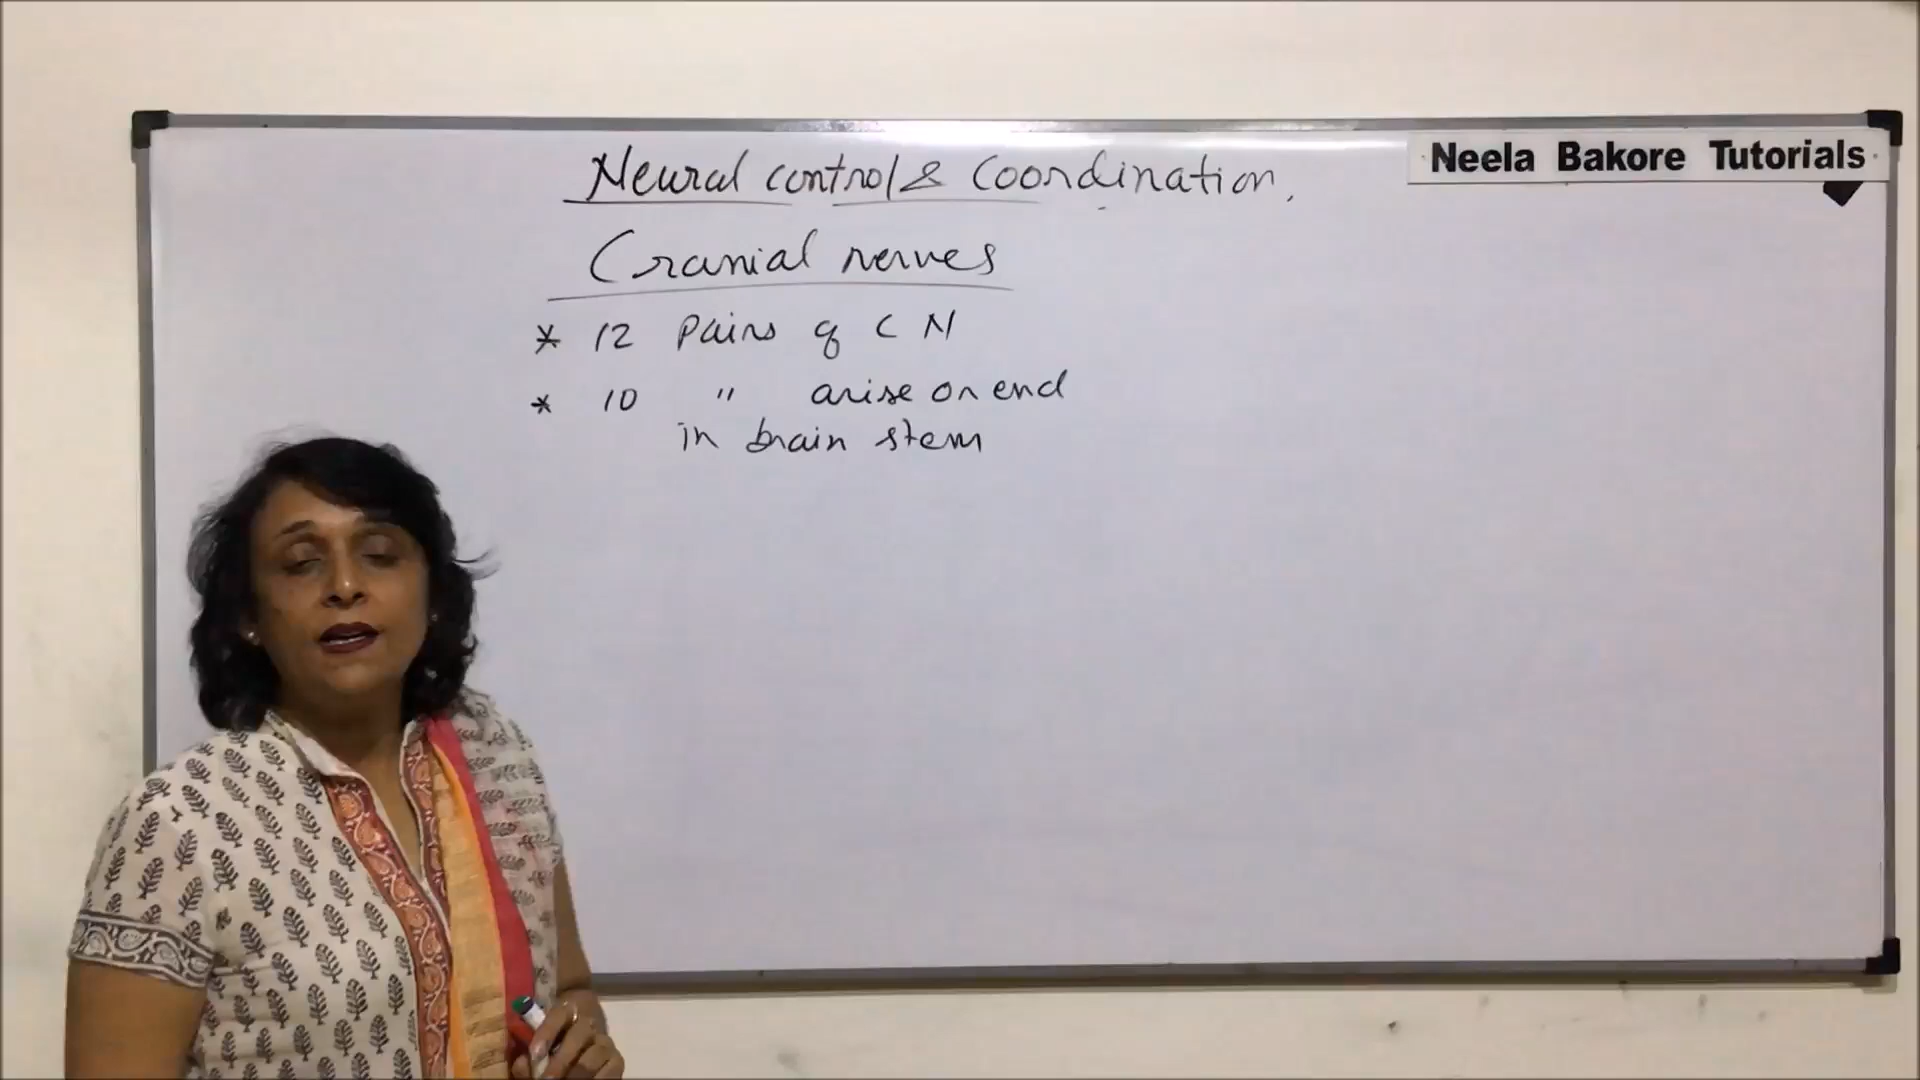 Neela Bakore Tutorials
Neural control & Coordination.
Cranial nerves
* 12 Pairs of C N
* 10 " arise or end
in brain stem